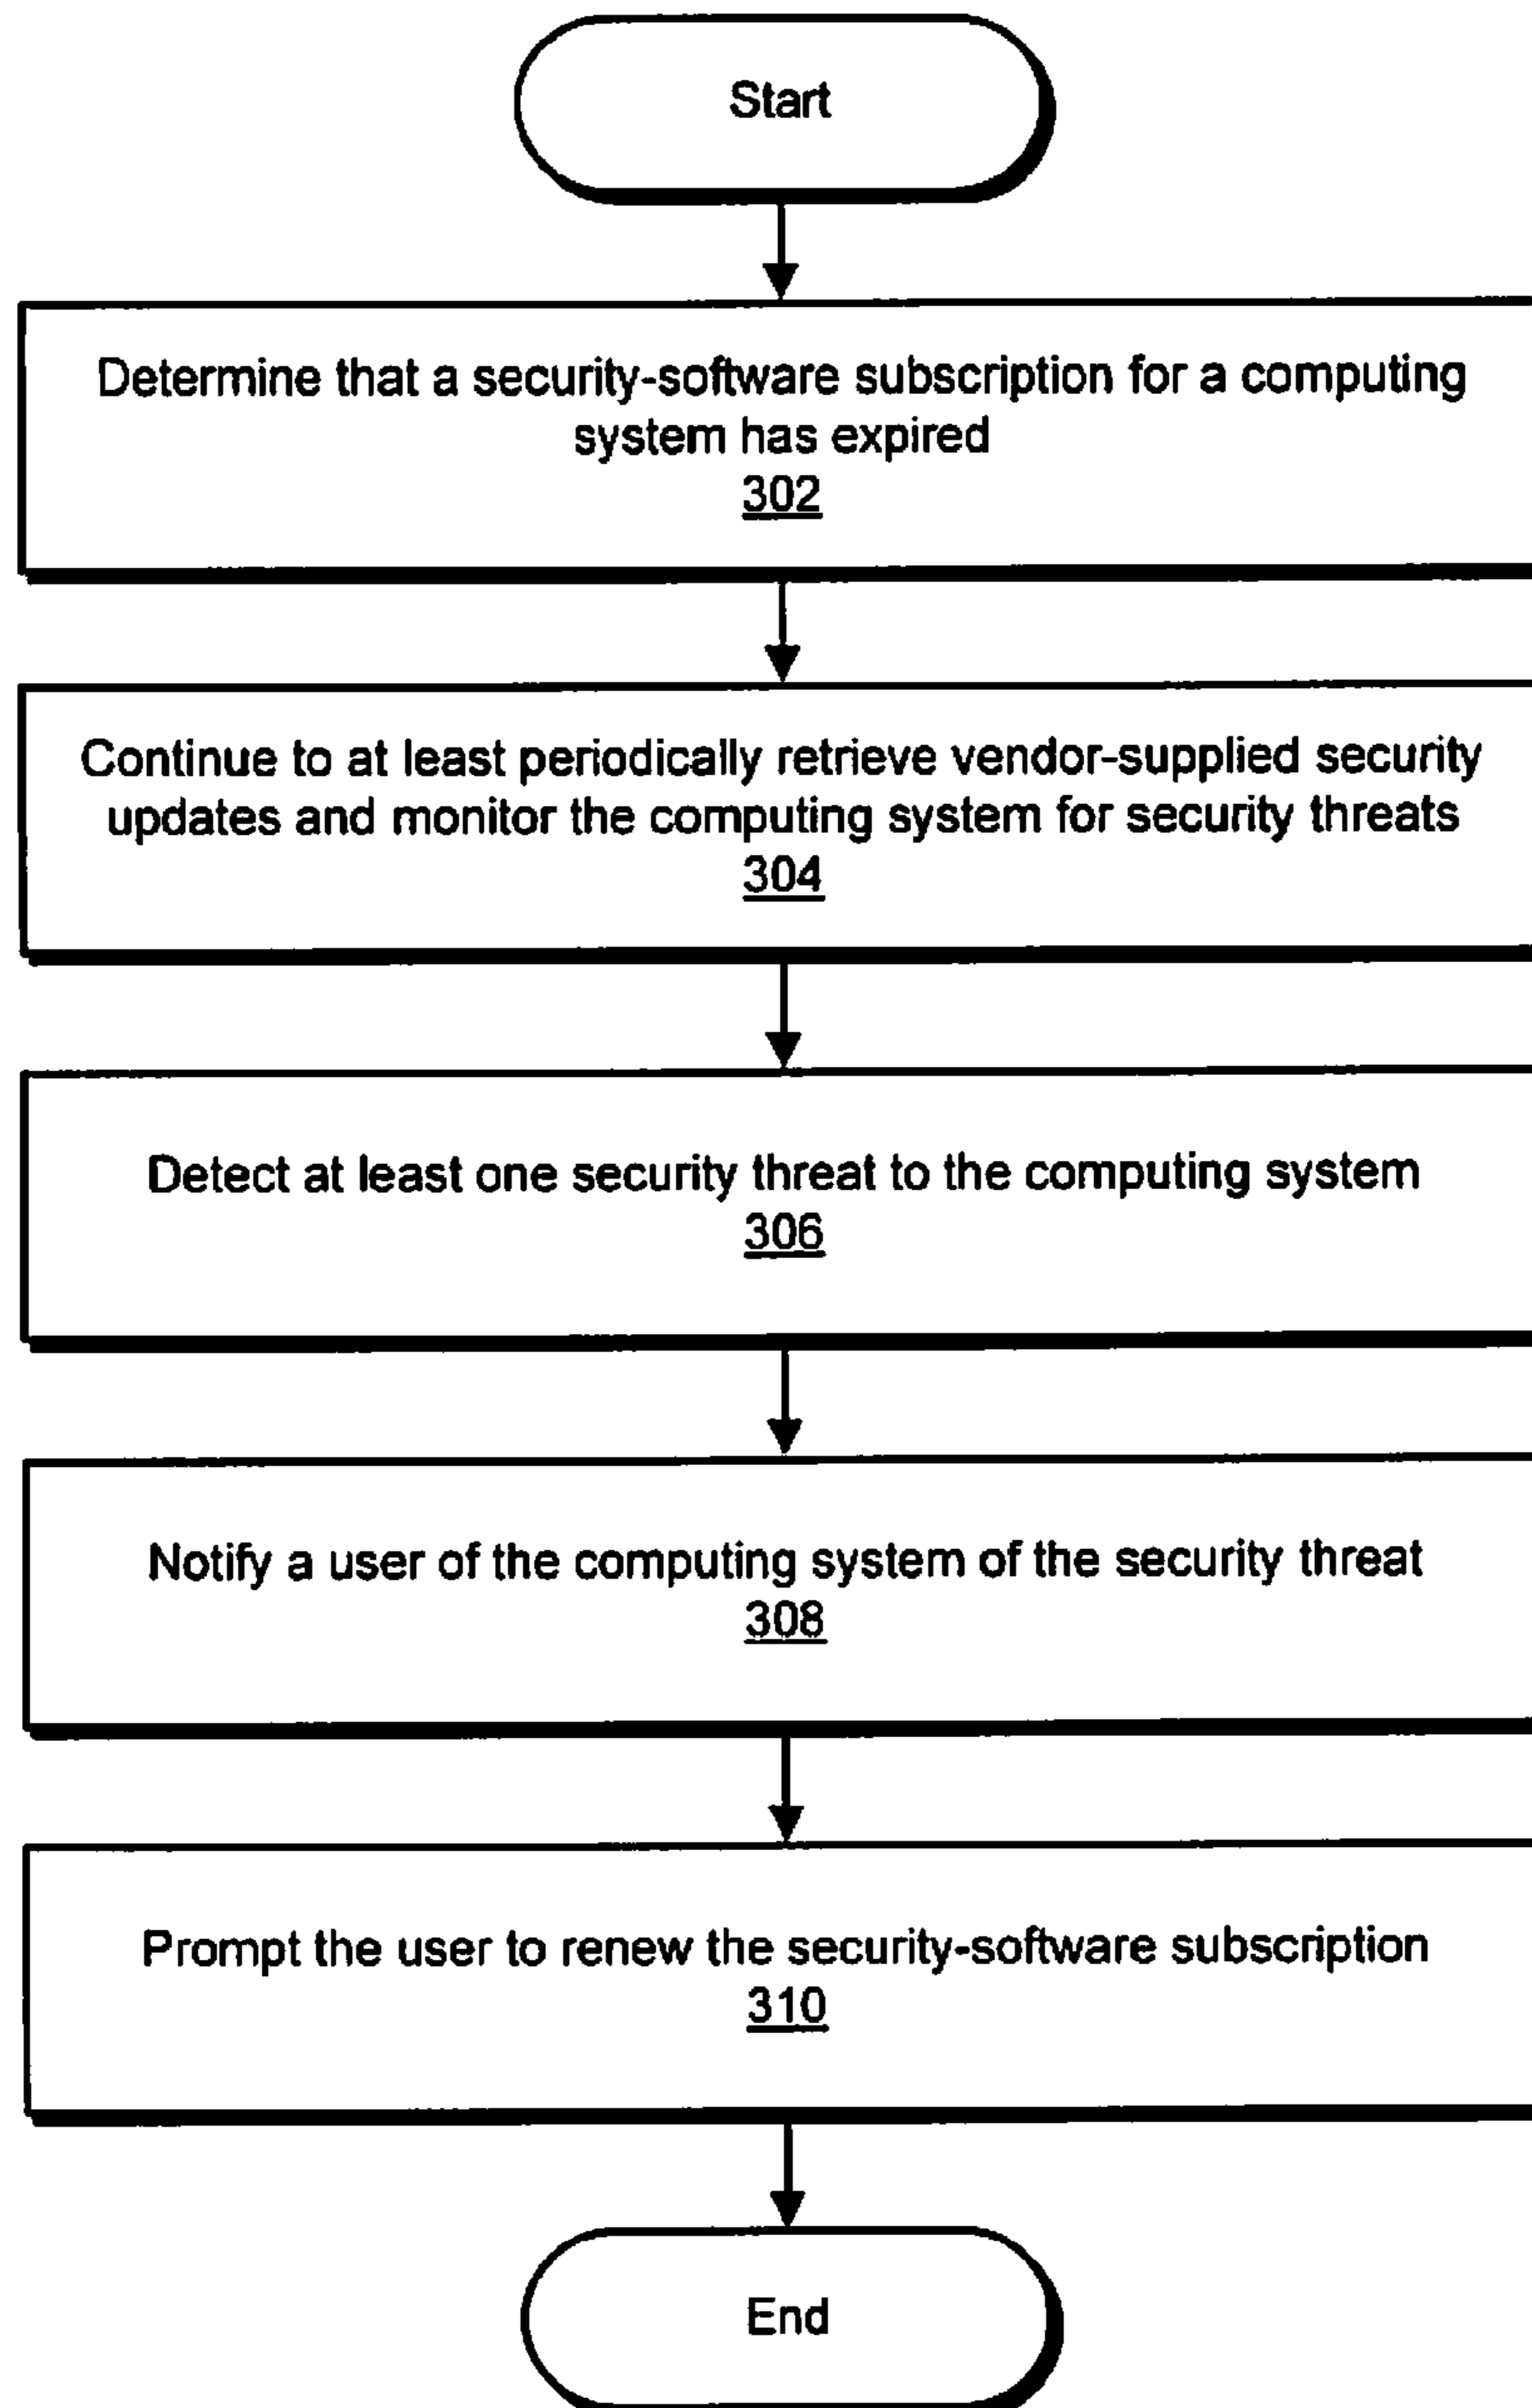 Start
Determine that a security-software subscription for a computing
system has expired
302
Continue to at least periodically retrieve vendor-supplied security
updates and monitor the computing system for security threats
304
Detect at least one security threat to the computing system
306
Notify a user of the computing system of the security threat
308
Prompt the user to renew the security-software subscription
310
End